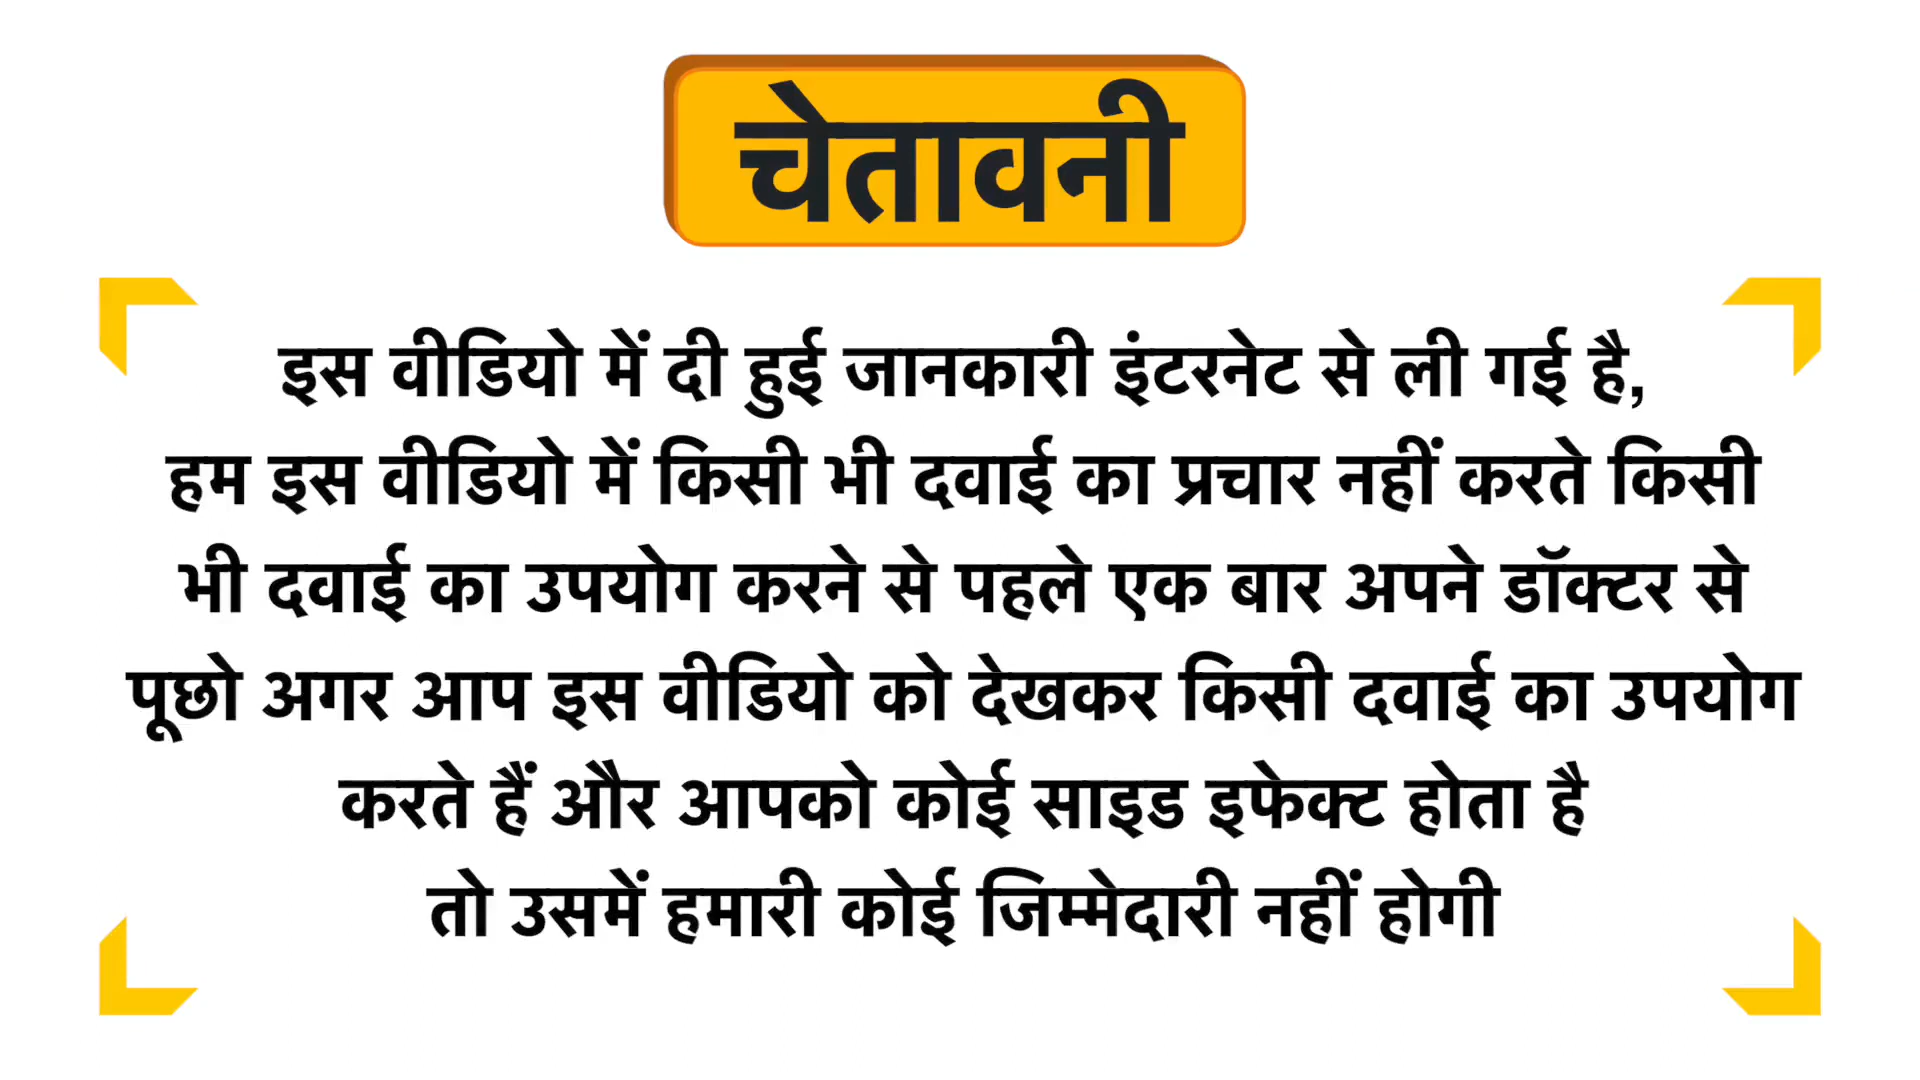 चेतावनी
इस वीडियो में दी हुई जानकारी इंटरनेट से ली गई है,
हम इस वीडियो में किसी भी दवाई का प्रचार नहीं करते किसी
भी दवाई का उपयोग करने से पहले एक बार अपने डॉक्टर से
पूछो अगर आप इस वीडियो को देखकर किसी दवाई का उपयोग
करते हैं और आपको कोई साइड इफेक्ट होता है
तो उसमें हमारी कोई जिम्मेदारी नहीं होगी